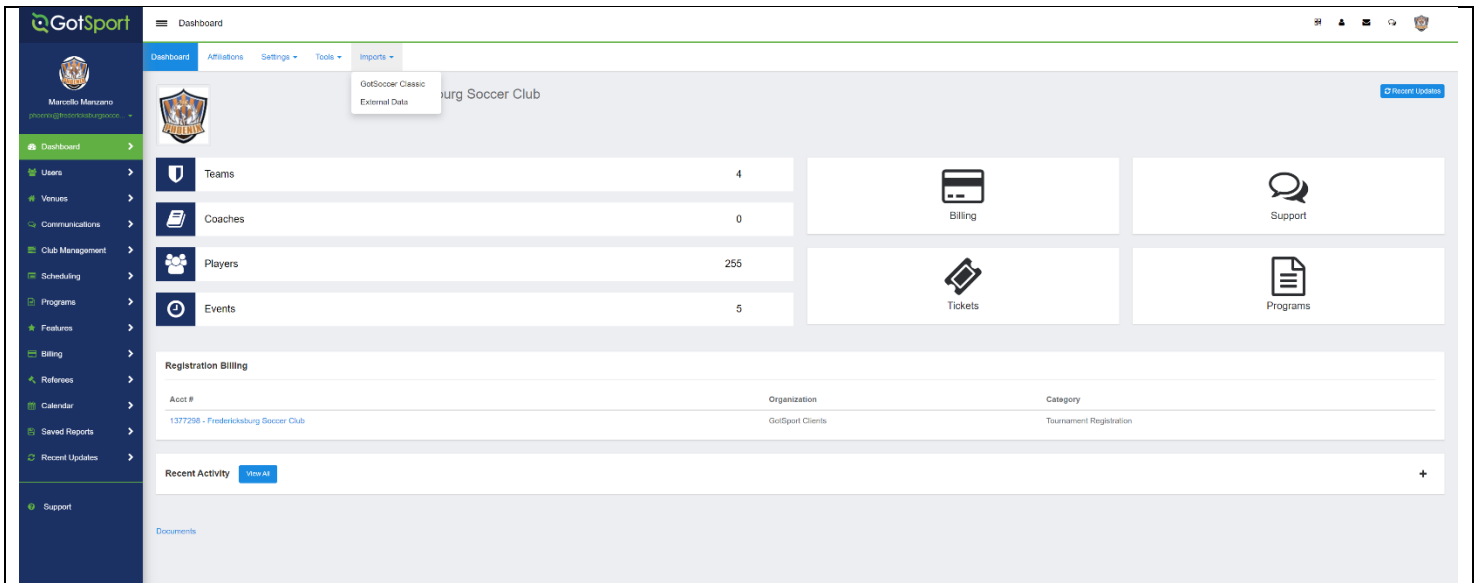 GotSport
Dashboard
Marcello Manzano
phoenix@fredericksburgsocce...
Dashboard
Users
Venues
Communications
Club Management
Scheduling
Programs
Features
Billing
Referees
Calendar
Saved Reports
Recent Updates
Support
Dashboard Affiliations Settings Tools Imports
GotSoccer Classic
External Data
PHOENIX
burg Soccer Club
Recent Updates
Teams 4
Coaches 0
Players 255
Events 5
Billing
Support
Tickets
Programs
Registration Billing
Acct # Organization Category
1377298 - Fredericksburg Soccer Club GotSport Clients Tournament Registration
Recent Activity View All +
Documents